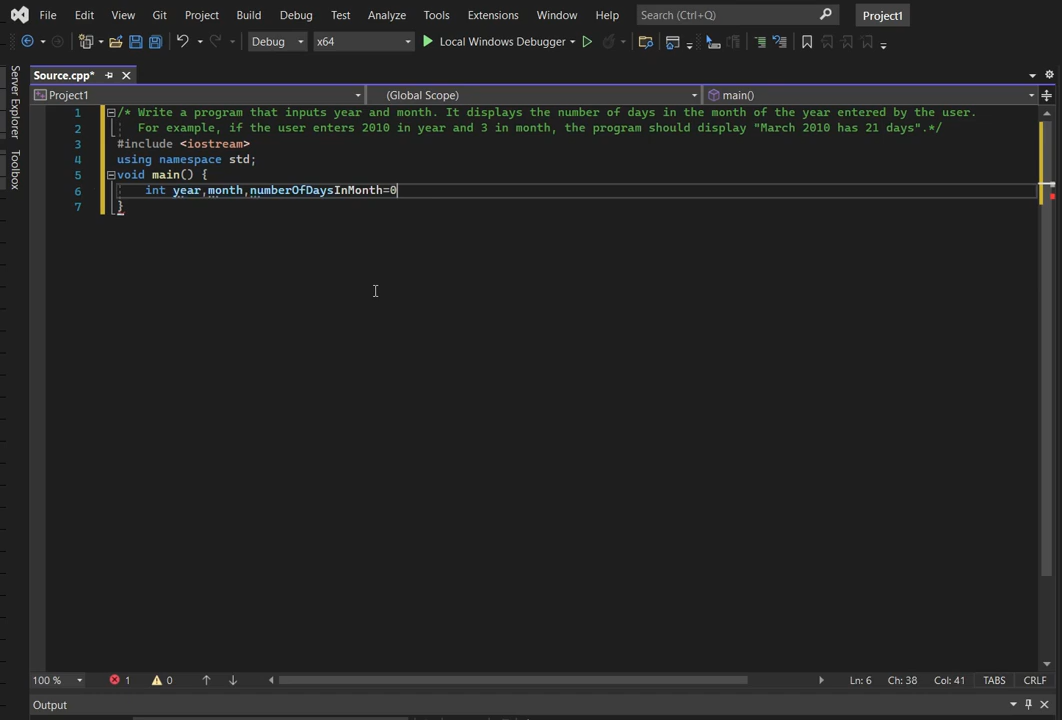 File Edit View Git Project Build Debug Test Analyze Tools Extensions Window Help Search (Ctrl+Q) Project1
Debug x64 Local Windows Debugger
Server Explorer
Toolbox
Source.cpp*
Project1 (Global Scope) main()
1 /* Write a program that inputs year and month. It displays the number of days in the month of the year entered by the user.
2 For example, if the user enters 2010 in year and 3 in month, the program should display "March 2010 has 21 days".*/
3 #include <iostream>
4 using namespace std;
5 void main() {
6 int year,month,numberOfDaysInMonth=0
7 }
100 % 1 0 Ln: 6 Ch: 38 Col: 41 TABS CRLF
Output